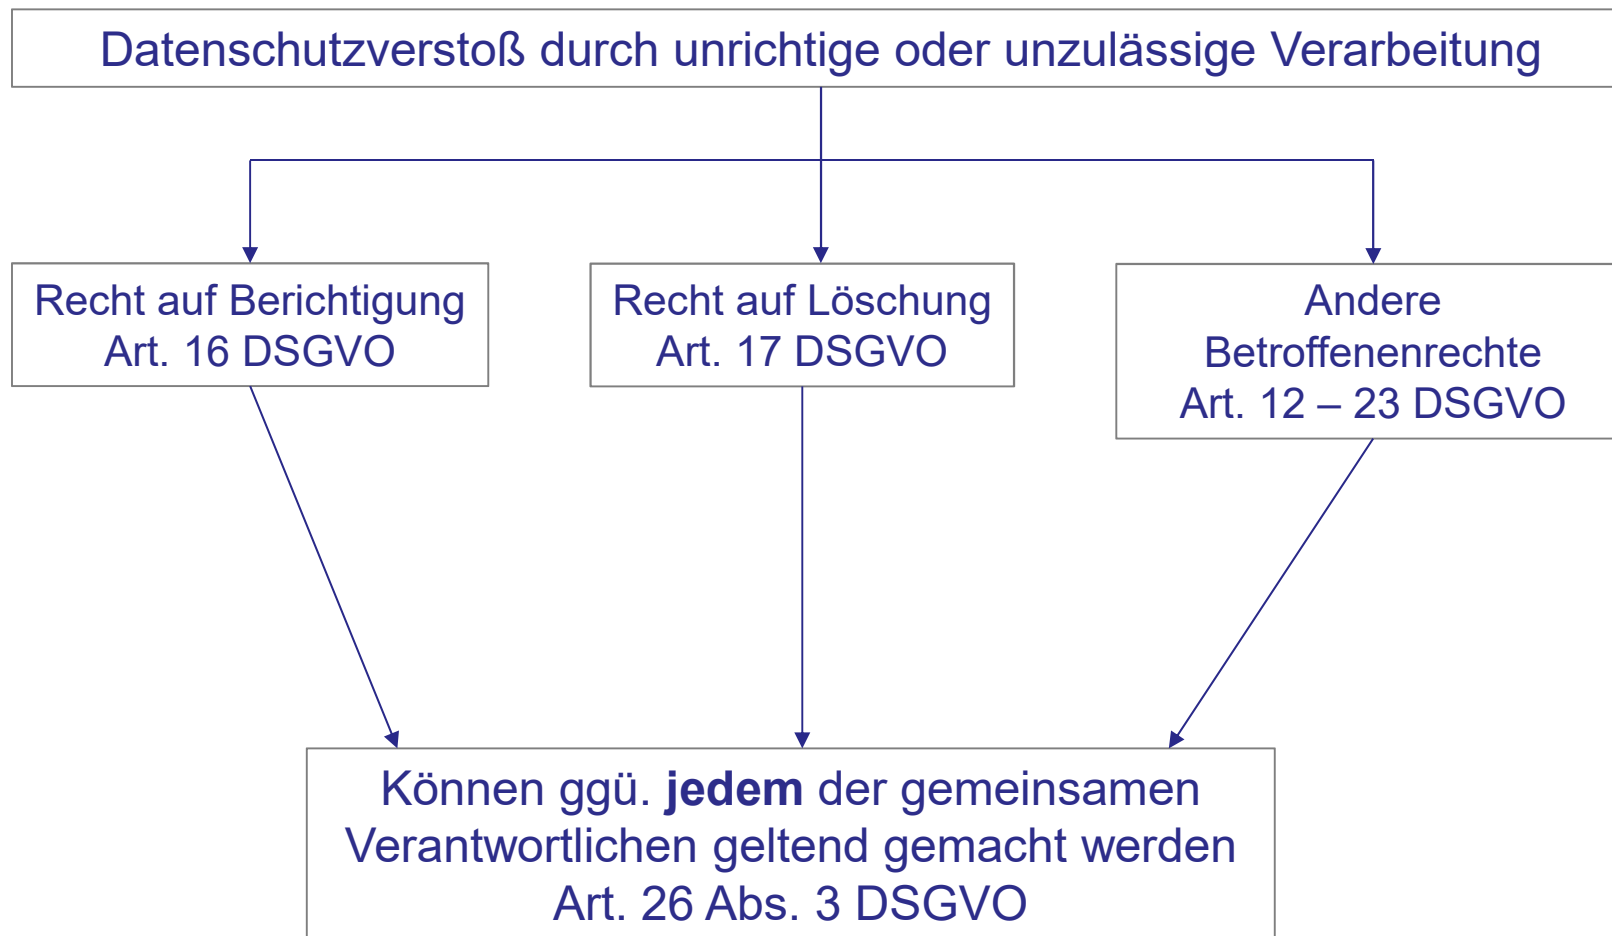 Datenschutzverstoß durch unrichtige oder unzulässige Verarbeitung
Recht auf Berichtigung
Art. 16 DSGVO
Recht auf Löschung
Art. 17 DSGVO
Andere
Betroffenenrechte
Art. 12 – 23 DSGVO
Können ggü. jedem der gemeinsamen
Verantwortlichen geltend gemacht werden
Art. 26 Abs. 3 DSGVO